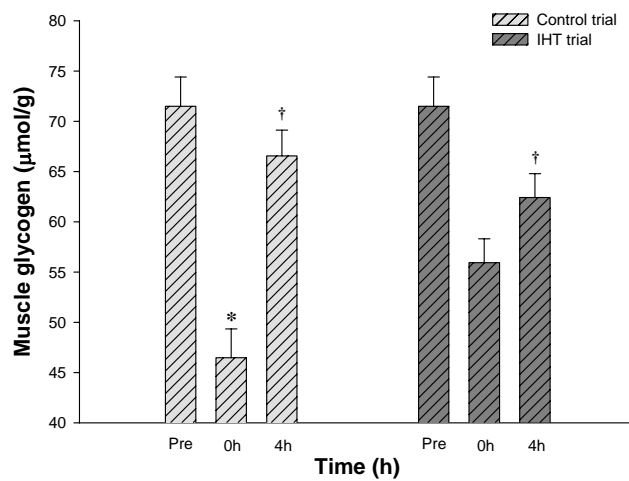 Control trial
IHT trial
Muscle glycogen (μmol/g)
80
75
70
65
60
55
50
45
40
†
*
†
Pre 0h 4h Pre 0h 4h
Time (h)